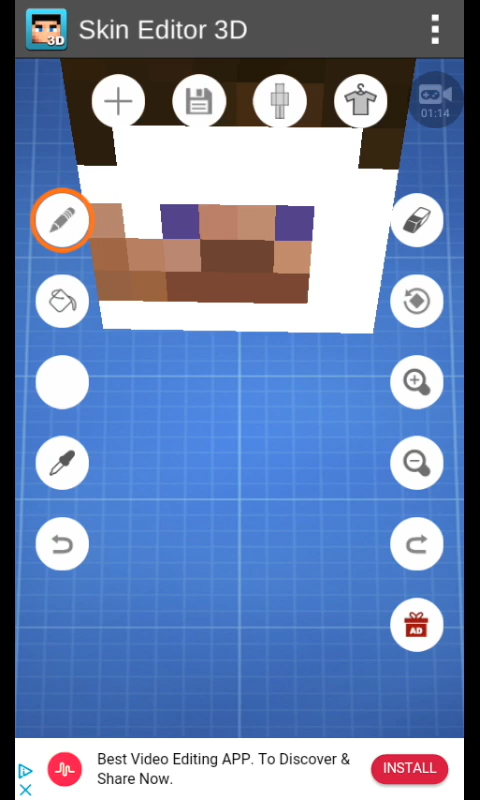 3D
Skin Editor 3D
01:14
AD
Best Video Editing APP. To Discover &
Share Now.
INSTALL